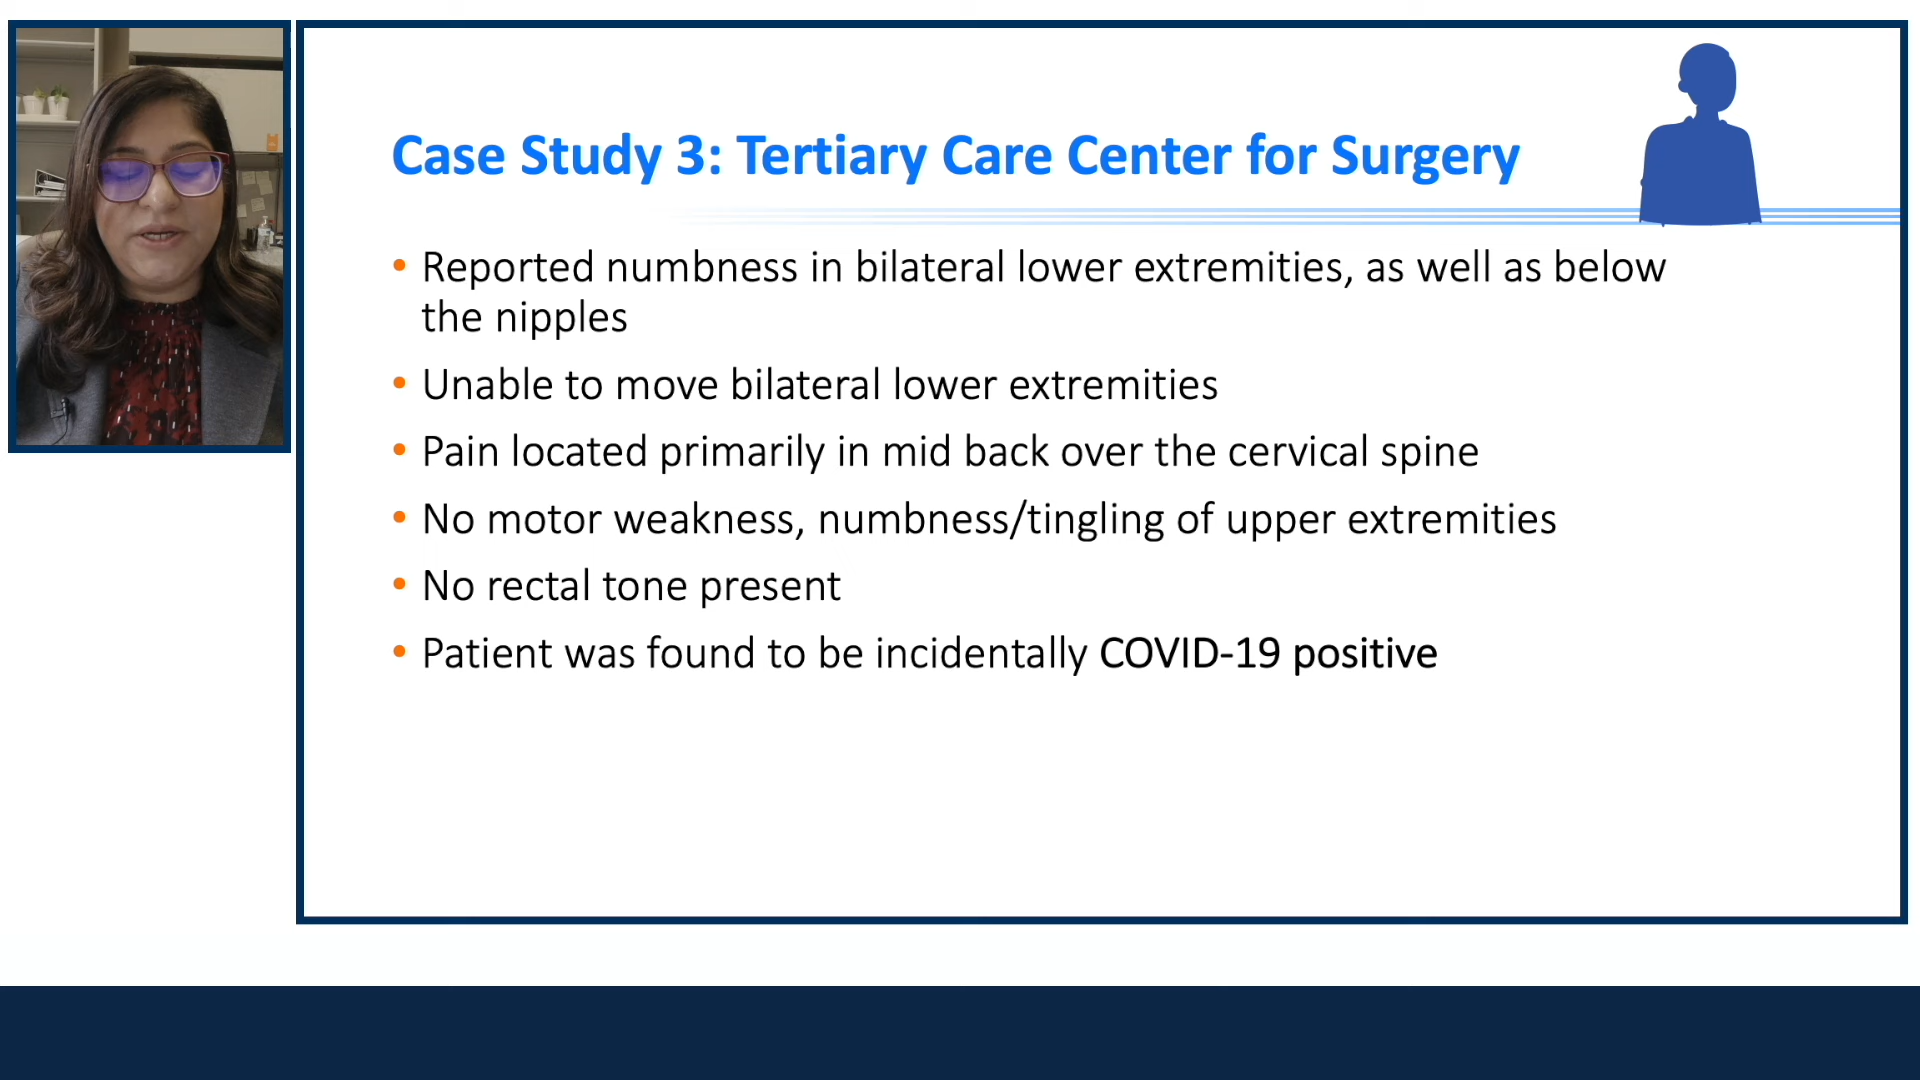 Case Study 3: Tertiary Care Center for Surgery
• Reported numbness in bilateral lower extremities, as well as below
the nipples
• Unable to move bilateral lower extremities
• Pain located primarily in mid back over the cervical spine
• No motor weakness, numbness/tingling of upper extremities
• No rectal tone present
• Patient was found to be incidentally COVID-19 positive